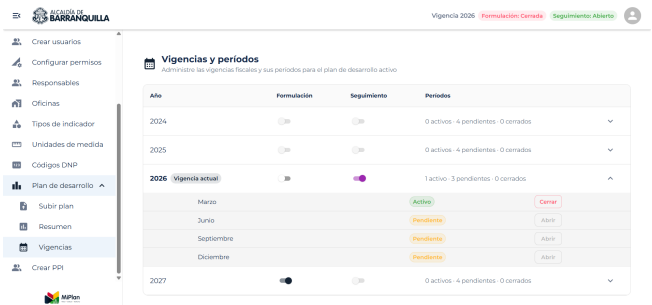 ALCALDÍA DE
BARRANQUILLA
Vigencia 2026 Formulación: Cerrada Seguimiento: Abierto
Crear usuarios
Configurar permisos
Responsables
Oficinas
Tipos de indicador
Unidades de medida
Códigos DNP
Plan de desarrollo
Subir plan
Resumen
Vigencias
Crear PPI
MiPlan
Vigencias y períodos
Administre las vigencias fiscales y sus períodos para el plan de desarrollo activo
Año Formulación Seguimiento Períodos
2024 0 activos · 4 pendientes · 0 cerrados
2025 0 activos · 4 pendientes · 0 cerrados
2026 Vigencia actual 1 activo · 3 pendientes · 0 cerrados
Marzo Activo Cerrar
Junio Pendiente Abrir
Septiembre Pendiente Abrir
Diciembre Pendiente Abrir
2027 0 activos · 4 pendientes · 0 cerrados